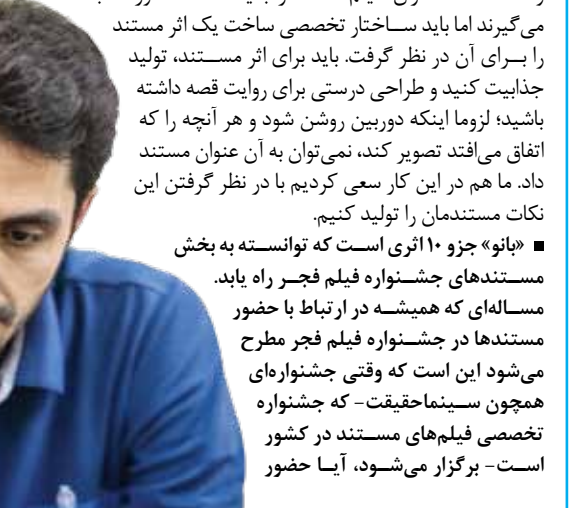 می‌گیرند اما باید ساختار تخصصی ساخت یک اثر مستند
را برای آن در نظر گرفت. باید برای اثر مستند، تولید
جذابیت کنید و طراحی درستی برای روایت قصه داشته
باشید؛ لزوما اینکه دوربین روشن شود و هر آنچه را که
اتفاق می‌افتد تصویر کند، نمی‌توان به آن عنوان مستند
داد. ما هم در این کار سعی کردیم با در نظر گرفتن این
نکات مستندمان را تولید کنیم.
■ «بانو» جزو ۱۰ اثری است که توانسته به بخش
مستندهای جشنواره فیلم فجر راه یابد.
مساله‌ای که همیشه در ارتباط با حضور
مستندها در جشنواره فیلم فجر مطرح
می‌شود این است که وقتی جشنواره‌ای
همچون سینماحقیقت- که جشنواره
تخصصی فیلم‌های مستند در کشور
است- برگزار می‌شود، آیا حضور